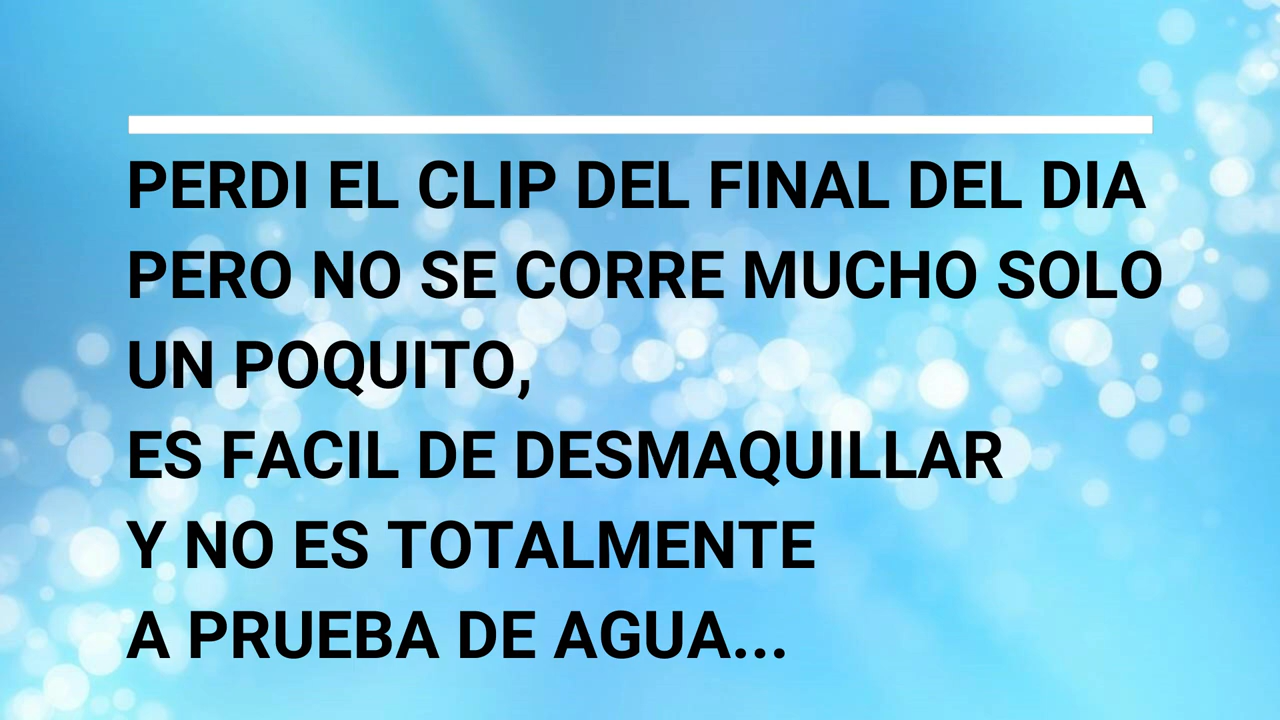 PERDI EL CLIP DEL FINAL DEL DIA
PERO NO SE CORRE MUCHO SOLO
UN POQUITO,
ES FACIL DE DESMAQUILLAR
Y NO ES TOTALMENTE
A PRUEBA DE AGUA...